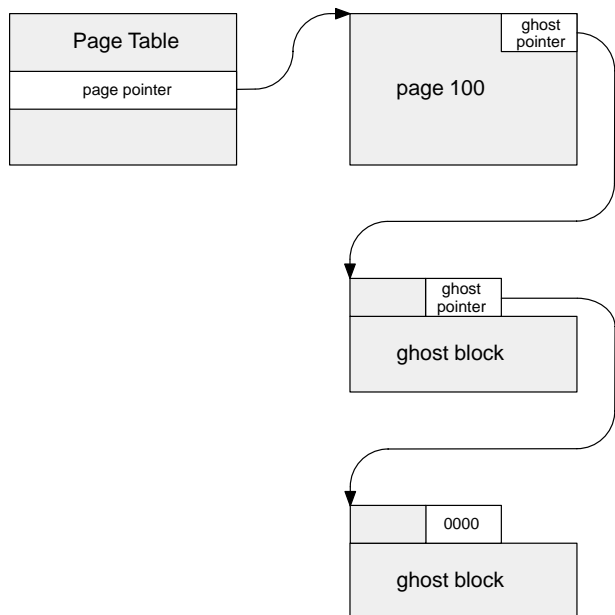 Page Table
page pointer
ghost
pointer
page 100
ghost
pointer
ghost block
0000
ghost block